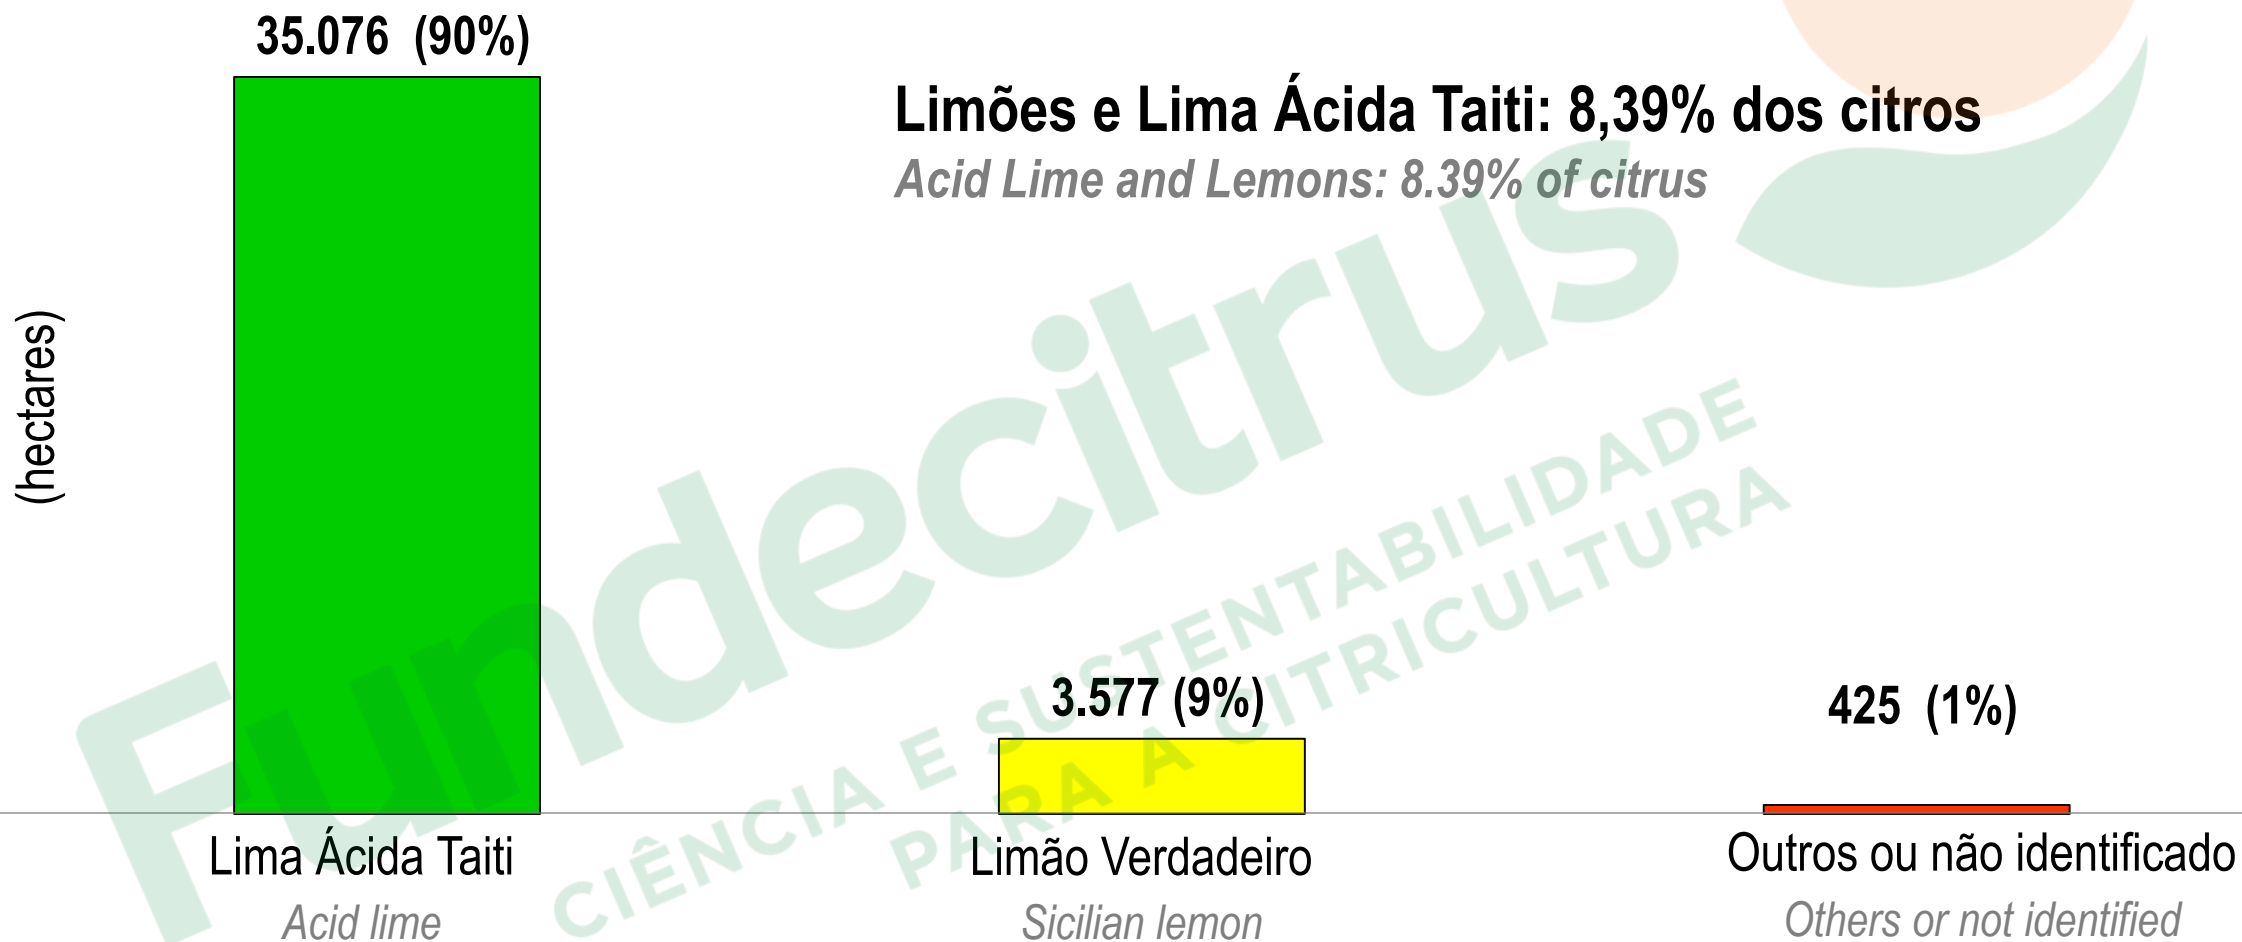 35.076 (90%)
Limões e Lima Ácida Taiti: 8,39% dos citros
Acid Lime and Lemons: 8.39% of citrus
(hectares)
Fundecitrus
CIÊNCIA E SUSTENTABILIDADE
PARA A CITRICULTURA
3.577 (9%)
425 (1%)
Lima Ácida Taiti
Acid lime
Limão Verdadeiro
Sicilian lemon
Outros ou não identificado
Others or not identified